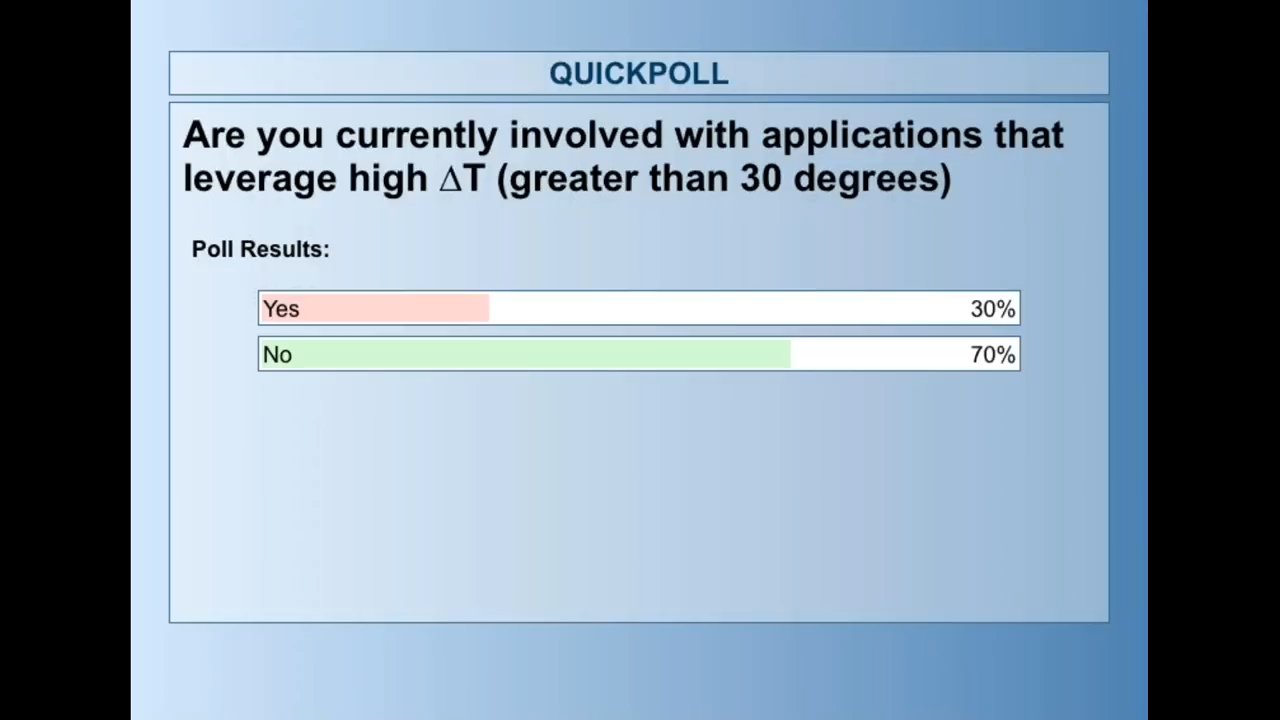 QUICKPOLL
Are you currently involved with applications that
leverage high ΔT (greater than 30 degrees)
Poll Results:
Yes 30%
No 70%